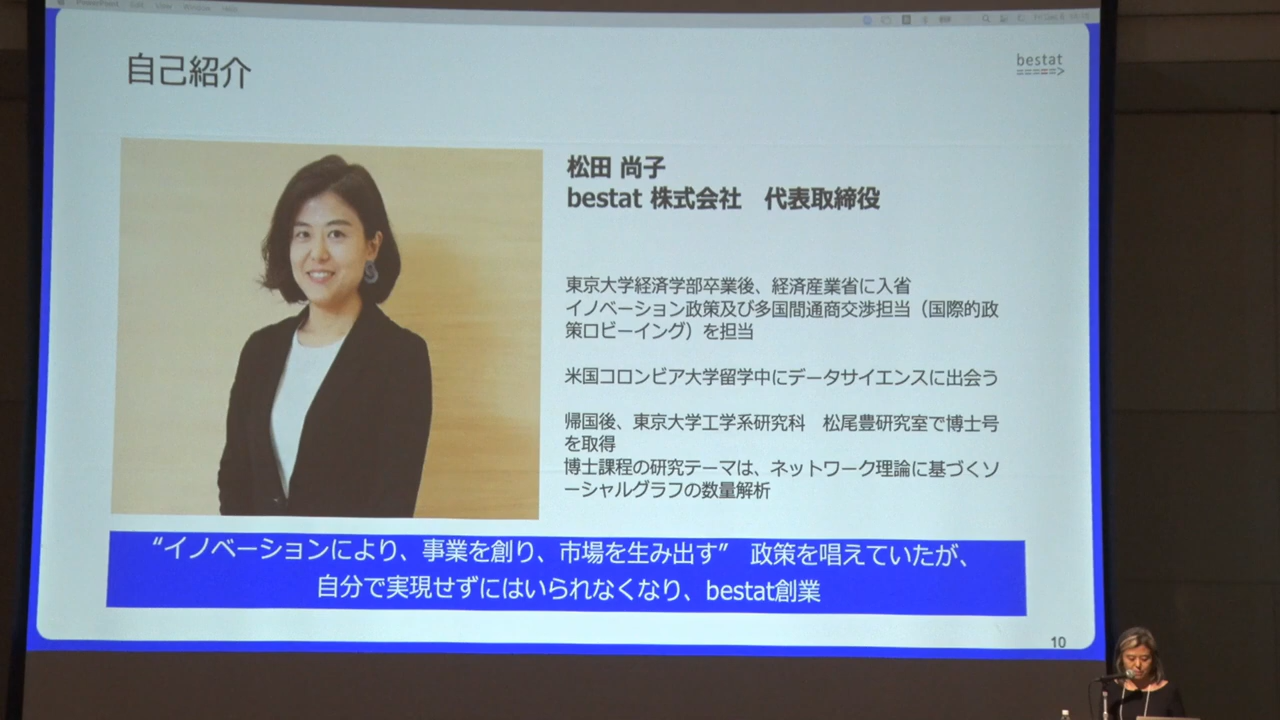 PowerPoint Edit View Window Help
自己紹介
bestat
=====>
松田 尚子
bestat 株式会社 代表取締役
東京大学経済学部卒業後、経済産業省に入省
イノベーション政策及び多国間通商交渉担当（国際的政
策ロビーイング）を担当
米国コロンビア大学留学中にデータサイエンスに出会う
帰国後、東京大学工学系研究科 松尾豊研究室で博士号
を取得
博士課程の研究テーマは、ネットワーク理論に基づくソ
ーシャルグラフの数量解析
“イノベーションにより、事業を創り、市場を生み出す” 政策を唱えていたが、
自分で実現せずにはいられなくなり、bestat創業
10